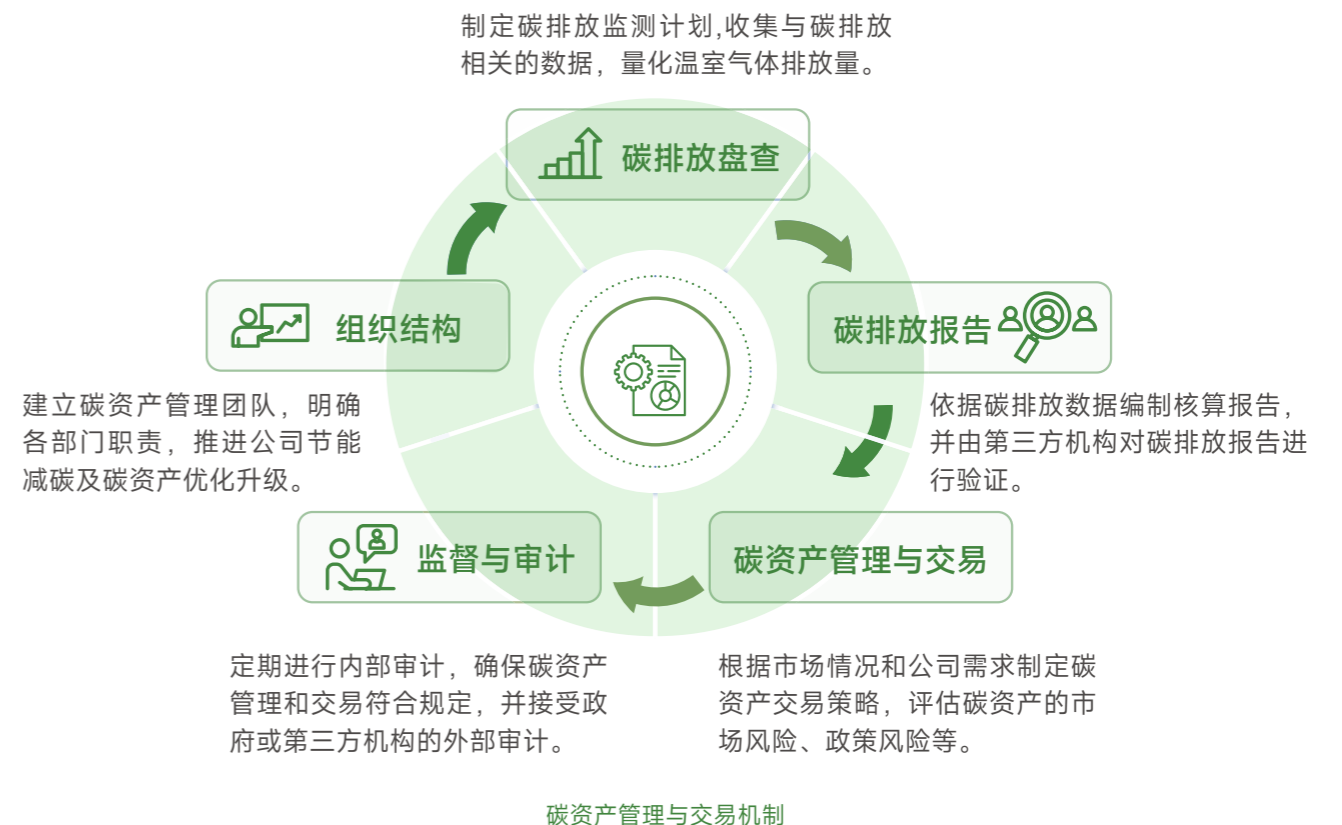 制定碳排放监测计划,收集与碳排放
相关的数据，量化温室气体排放量。
碳排放盘查
组织结构
建立碳资产管理团队，明确
各部门职责，推进公司节能
减碳及碳资产优化升级。
碳排放报告
依据碳排放数据编制核算报告，
并由第三方机构对碳排放报告进
行验证。
监督与审计
定期进行内部审计，确保碳资产
管理和交易符合规定，并接受政
府或第三方机构的外部审计。
碳资产管理与交易
根据市场情况和公司需求制定碳
资产交易策略，评估碳资产的市
场风险、政策风险等。
碳资产管理与交易机制